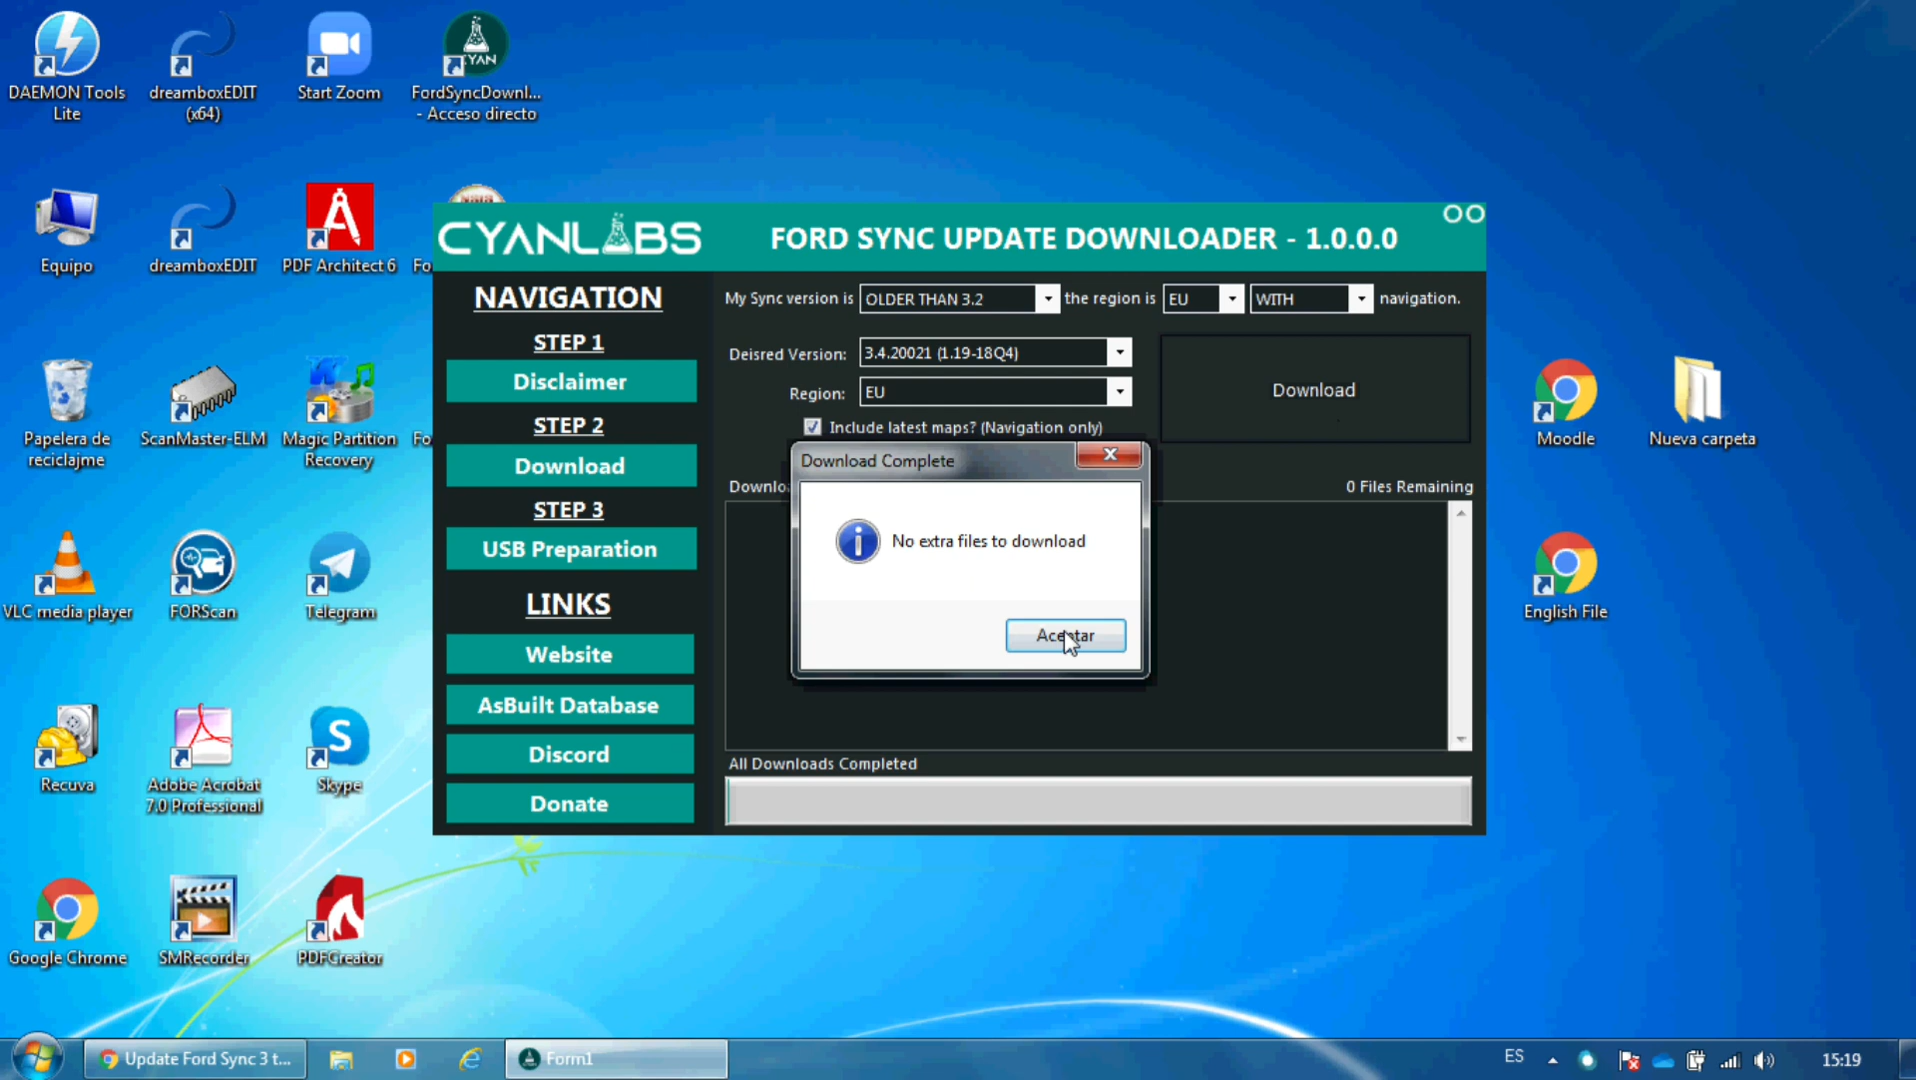 DAEMON Tools
Lite
dreamboxEDIT
(x64)
Start Zoom
CYAN
FordSyncDownl...
- Acceso directo
Equipo
dreamboxEDIT
PDF Architect 6
Fo
CYANLABS
FORD SYNC UPDATE DOWNLOADER - 1.0.0.0
NAVIGATION
My Sync version is
OLDER THAN 3.2
the region is
EU
WITH
navigation.
STEP 1
Disclaimer
Deisred Version:
3.4.20021 (1.19-18Q4)
Region:
EU
Download
Include latest maps? (Navigation only)
STEP 2
Download
Download Complete
Downlo
0 Files Remaining
STEP 3
USB Preparation
No extra files to download
Aceptar
LINKS
Website
AsBuilt Database
Discord
Donate
All Downloads Completed
Papelera de
reciclajme
ScanMaster-ELM
Magic Partition
Recovery
Fo
Moodle
Nueva carpeta
VLC media player
FORScan
Telegram
English File
Recuva
Adobe Acrobat
7.0 Professional
Skype
Google Chrome
SMRecorder
PDFCreator
Update Ford Sync 3 t...
Form1
ES
15:19